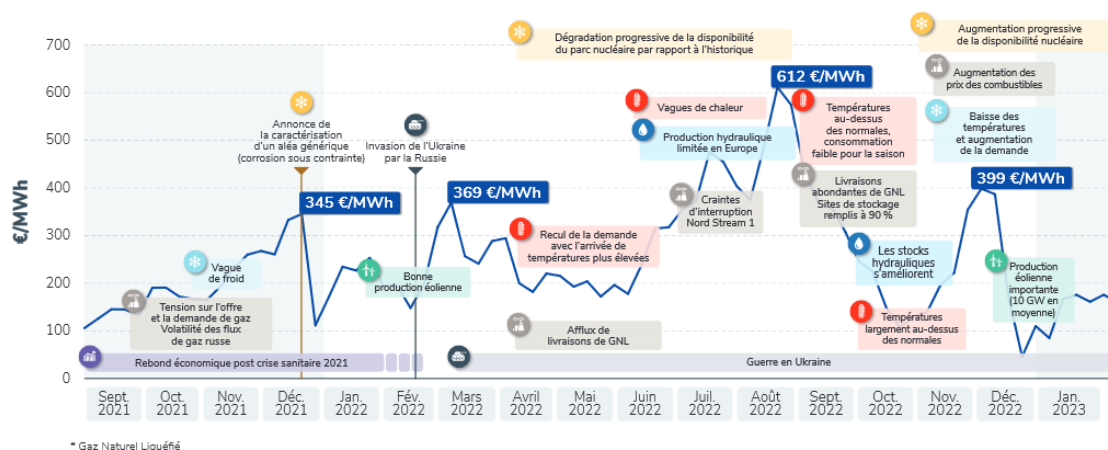 Dégradation progressive de la disponibilité
du parc nucléaire par rapport à l'historique
Augmentation progressive
de la disponibilité nucléaire
700
612 €/MWh
Augmentation des
prix des combustibles
600
Annonce de
la caractérisation
d'un aléa générique
(corrosion sous contrainte)
Invasion de l'Ukraine
par la Russie
Vagues de chaleur
Production hydraulique
limitée en Europe
Températures
au-dessus
des normales,
consommation
faible pour la saison
Baisse des
températures
et augmentation
de la demande
500
400
345 €/MWh
369 €/MWh
Craintes
d'interruption
Nord Stream 1
Livraisons
abondantes de GNL
Sites de stockage
remplis à 90 %
399 €/MWh
€/MWh
300
Vague
de froid
Bonne
production éolienne
Recul de la demande
avec l'arrivée de
températures plus élevées
Les stocks
hydrauliques
s'améliorent
Production
éolienne
importante
(10 GW en
moyenne)
200
Tension sur l'offre
et la demande de gaz
Volatilité des flux
de gaz russe
Afflux de
livraisons de GNL
Températures
largement au-dessus
des normales
100
Rebond économique post crise sanitaire 2021
Guerre en Ukraine
0
Sept.
2021
Oct.
2021
Nov.
2021
Déc.
2021
Jan.
2022
Fév.
2022
Mars
2022
Avril
2022
Mai
2022
Juin
2022
Juil.
2022
Août
2022
Sept.
2022
Oct.
2022
Nov.
2022
Déc.
2022
Jan.
2023
* Gaz Naturel Liquéfié